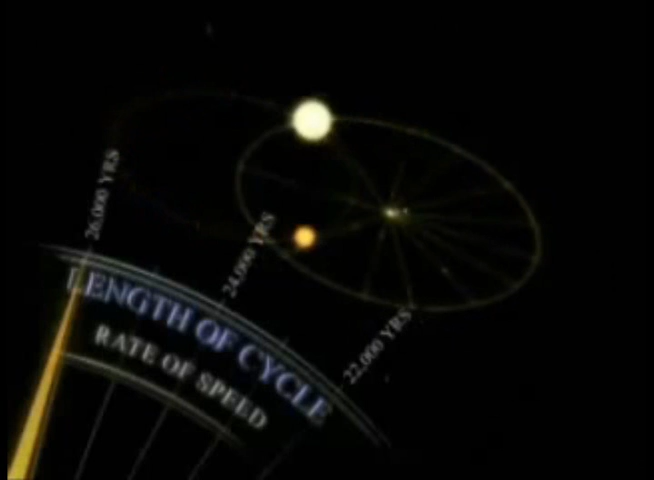 26,000 YRS
24,000 YRS
22,000 YRS
LENGTH OF CYCLE
RATE OF SPEED